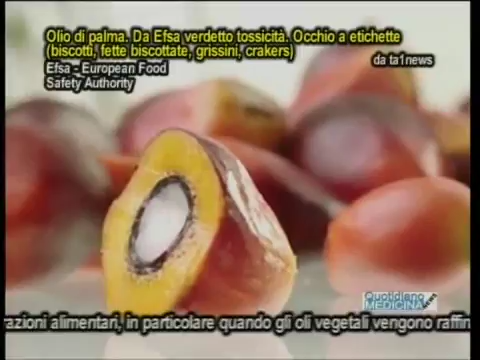 Olio di palma. Da Efsa verdetto tossicità. Occhio a etichette
(biscotti, fette biscottate, grissini, crakers)
da ta1news
Efsa - European Food
Safety Authority
Quotidiano
MEDICINA.news
razioni alimentari, in particolare quando gli oli vegetali vengono raffin